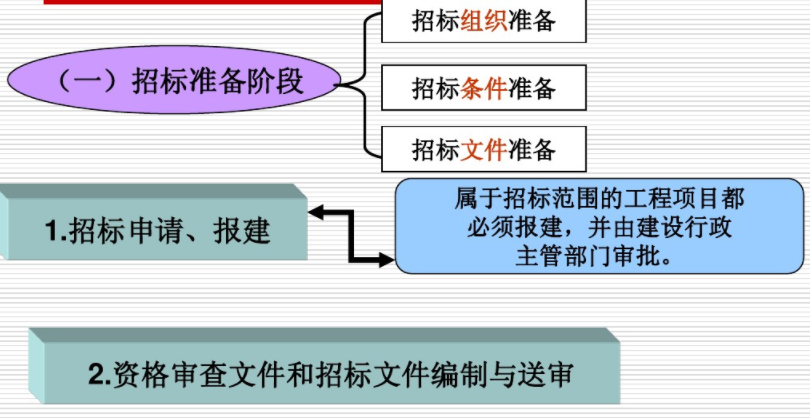 招标组织准备
（一）招标准备阶段
招标条件准备
招标文件准备
1.招标申请、报建
属于招标范围的工程项目都
必须报建，并由建设行政
主管部门审批。
2.资格审查文件和招标文件编制与送审